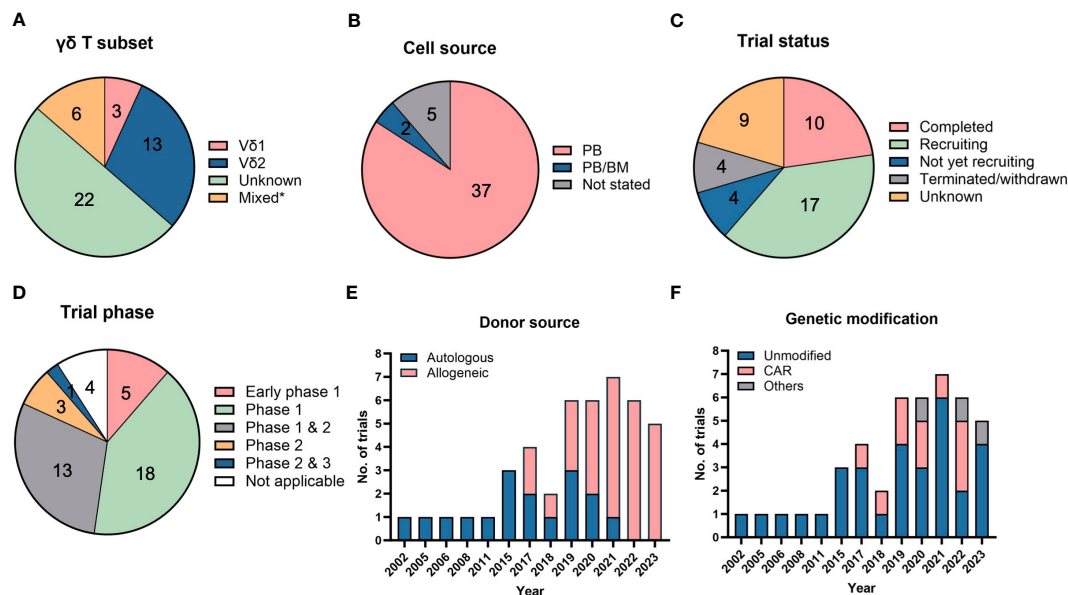 A
γδ T subset
3
13
22
6
Vδ1
Vδ2
Unknown
Mixed*
B
Cell source
5
2
37
PB
PB/BM
Not stated
C
Trial status
9
10
4
4
17
Completed
Recruiting
Not yet recruiting
Terminated/withdrawn
Unknown
D
Trial phase
1
4
5
3
13
18
Early phase 1
Phase 1
Phase 1 & 2
Phase 2
Phase 2 & 3
Not applicable
E
Donor source
Autologous
Allogeneic
No. of trials
8
7
6
5
4
3
2
1
0
2002 2005 2006 2008 2011 2015 2017 2018 2019 2020 2021 2022 2023
Year
F
Genetic modification
Unmodified
CAR
Others
No. of trials
8
7
6
5
4
3
2
1
0
2002 2005 2006 2008 2011 2015 2017 2018 2019 2020 2021 2022 2023
Year